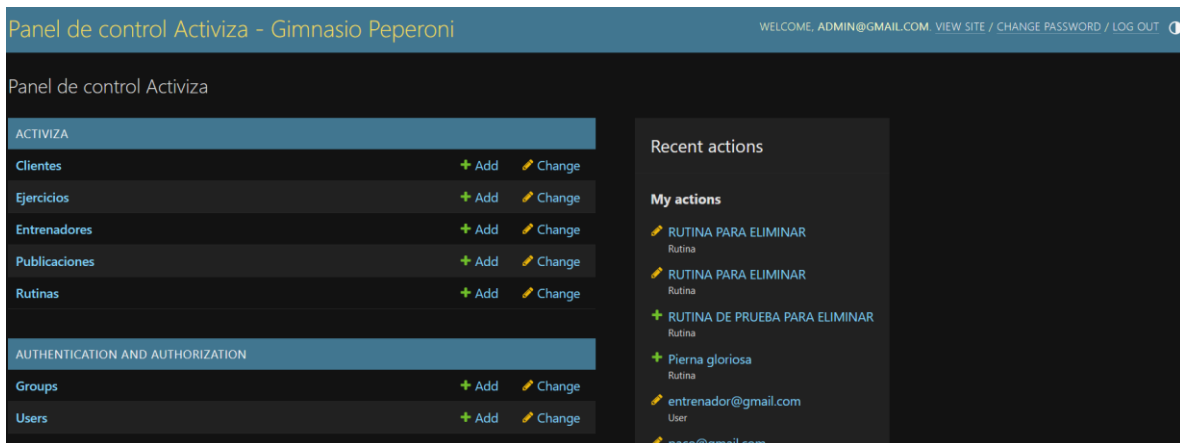 Panel de control Activiza - Gimnasio Peperoni
WELCOME, ADMIN@GMAIL.COM. VIEW SITE / CHANGE PASSWORD / LOG OUT
Panel de control Activiza
ACTIVIZA
Clientes Add Change
Ejercicios Add Change
Entrenadores Add Change
Publicaciones Add Change
Rutinas Add Change
AUTHENTICATION AND AUTHORIZATION
Groups Add Change
Users Add Change
Recent actions
My actions
RUTINA PARA ELIMINAR
Rutina
RUTINA PARA ELIMINAR
Rutina
RUTINA DE PRUEBA PARA ELIMINAR
Rutina
Pierna gloriosa
Rutina
entrenador@gmail.com
User